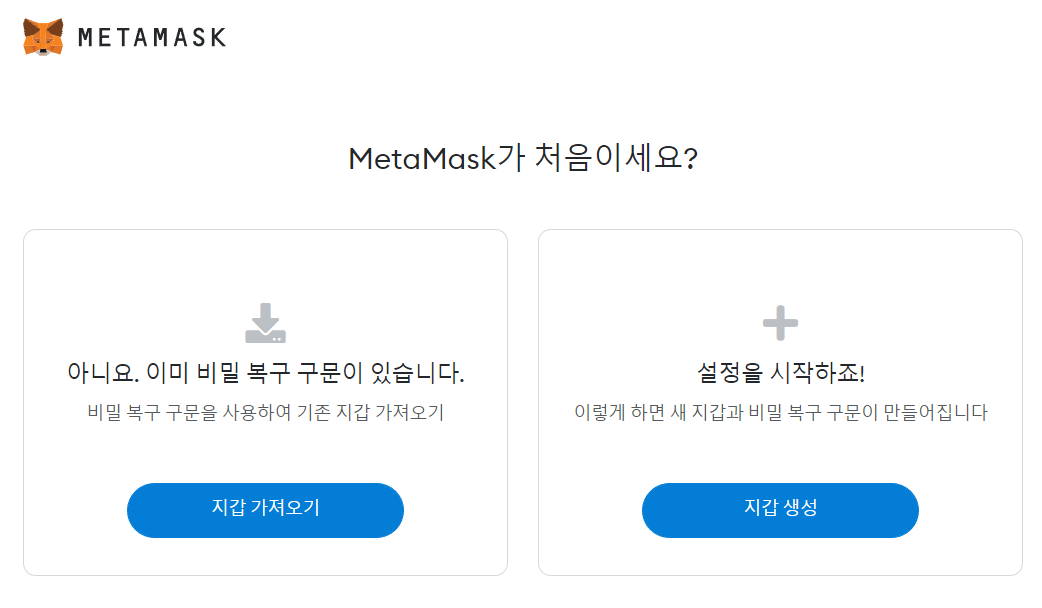 METAMASK
MetaMask가 처음이세요?
아니요. 이미 비밀 복구 구문이 있습니다.
비밀 복구 구문을 사용하여 기존 지갑 가져오기
지갑 가져오기
설정을 시작하죠!
이렇게 하면 새 지갑과 비밀 복구 구문이 만들어집니다
지갑 생성